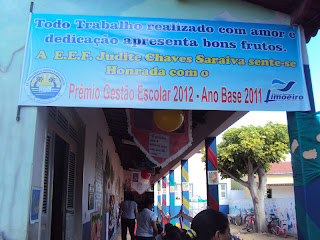 Todo Trabalho realizado com amor e
dedicação apresenta bons frutos.
A E.E.F. Judite Chaves Saraiva sente-se
Honrada com o
Prêmio Gestão Escolar 2012 - Ano Base 2011
Limoeiro